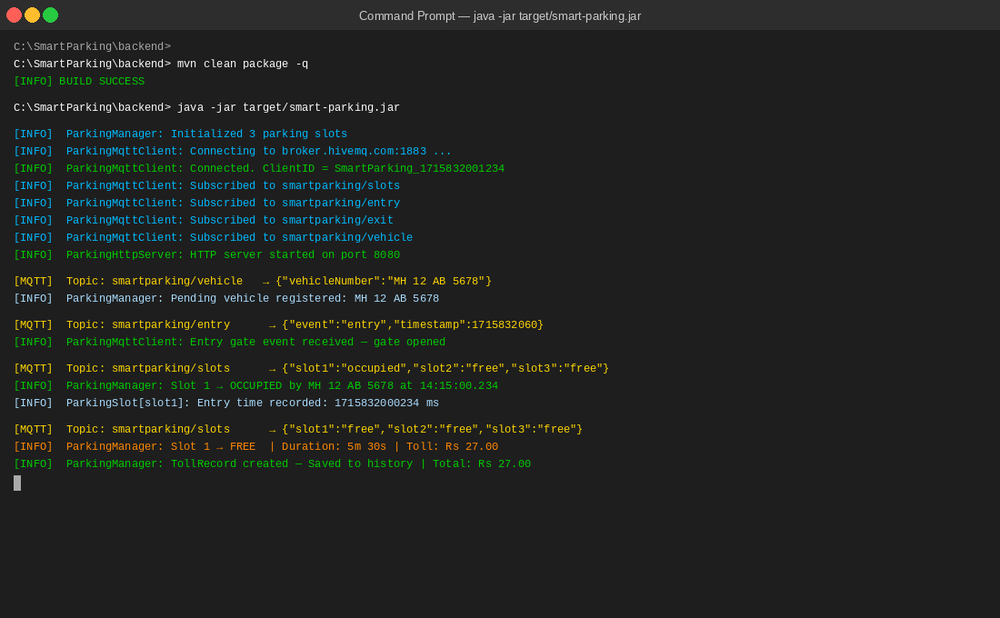 Command Prompt — java -jar target/smart-parking.jar
C:\SmartParking\backend>
C:\SmartParking\backend> mvn clean package -q
[INFO] BUILD SUCCESS
C:\SmartParking\backend> java -jar target/smart-parking.jar
[INFO]  ParkingManager: Initialized 3 parking slots
[INFO]  ParkingMqttClient: Connecting to broker.hivemq.com:1883 ...
[INFO]  ParkingMqttClient: Connected. ClientID = SmartParking_1715832001234
[INFO]  ParkingMqttClient: Subscribed to smartparking/slots
[INFO]  ParkingMqttClient: Subscribed to smartparking/entry
[INFO]  ParkingMqttClient: Subscribed to smartparking/exit
[INFO]  ParkingMqttClient: Subscribed to smartparking/vehicle
[INFO]  ParkingHttpServer: HTTP server started on port 8080
[MQTT]  Topic: smartparking/vehicle   → {"vehicleNumber":"MH 12 AB 5678"}
[INFO]  ParkingManager: Pending vehicle registered: MH 12 AB 5678
[MQTT]  Topic: smartparking/entry      → {"event":"entry","timestamp":1715832060}
[INFO]  ParkingMqttClient: Entry gate event received — gate opened
[MQTT]  Topic: smartparking/slots      → {"slot1":"occupied","slot2":"free","slot3":"free"}
[INFO]  ParkingManager: Slot 1 → OCCUPIED by MH 12 AB 5678 at 14:15:00.234
[INFO]  ParkingSlot[slot1]: Entry time recorded: 1715832000234 ms
[MQTT]  Topic: smartparking/slots      → {"slot1":"free","slot2":"free","slot3":"free"}
[INFO]  ParkingManager: Slot 1 → FREE  | Duration: 5m 30s | Toll: Rs 27.00
[INFO]  ParkingManager: TollRecord created — Saved to history | Total: Rs 27.00